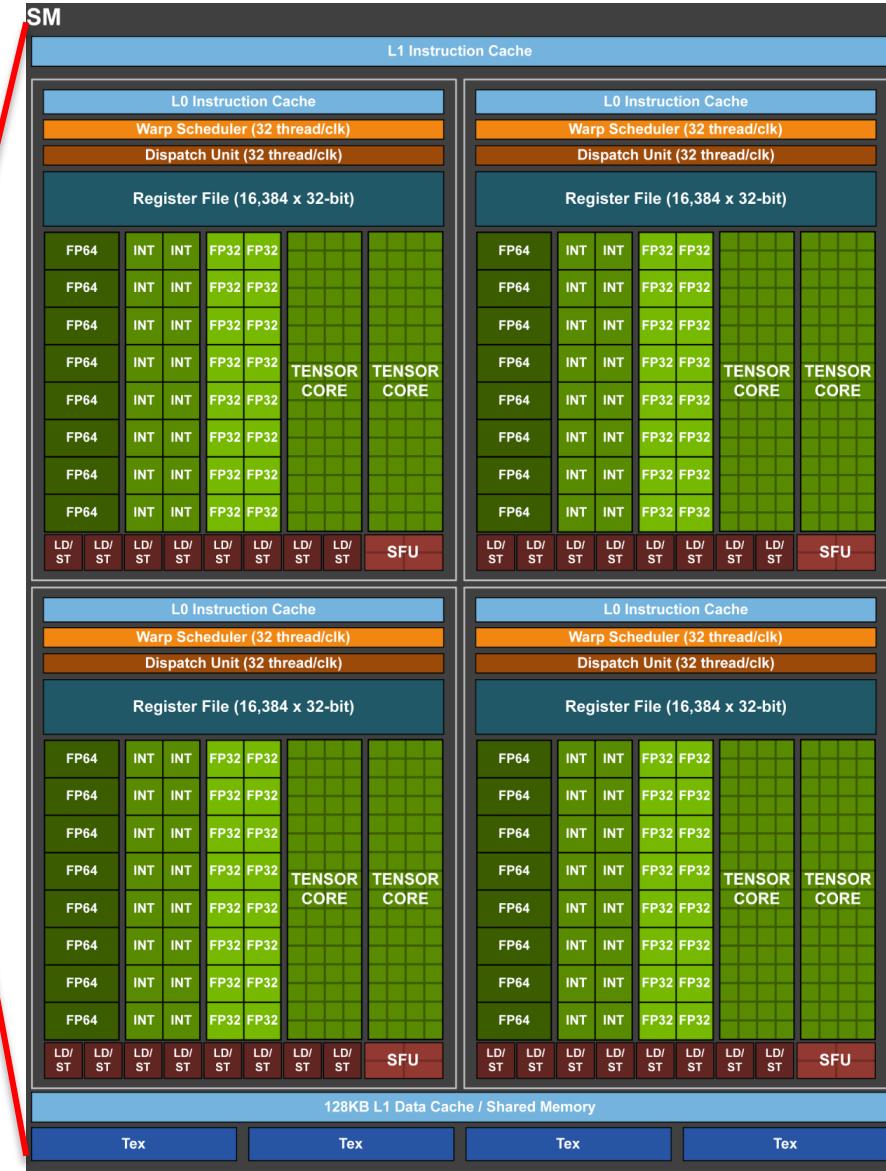 SM
L1 Instruction Cache
L0 Instruction Cache
Warp Scheduler (32 thread/clk)
Dispatch Unit (32 thread/clk)
Register File (16,384 x 32-bit)
FP64 INT INT FP32 FP32
FP64 INT INT FP32 FP32
FP64 INT INT FP32 FP32
FP64 INT INT FP32 FP32
TENSOR CORE TENSOR CORE
FP64 INT INT FP32 FP32
FP64 INT INT FP32 FP32
FP64 INT INT FP32 FP32
FP64 INT INT FP32 FP32
LD/ LD/ LD/ LD/ LD/ LD/ LD/ LD/
ST ST ST ST ST ST ST ST
SFU
L0 Instruction Cache
Warp Scheduler (32 thread/clk)
Dispatch Unit (32 thread/clk)
Register File (16,384 x 32-bit)
FP64 INT INT FP32 FP32
FP64 INT INT FP32 FP32
FP64 INT INT FP32 FP32
FP64 INT INT FP32 FP32
TENSOR CORE TENSOR CORE
FP64 INT INT FP32 FP32
FP64 INT INT FP32 FP32
FP64 INT INT FP32 FP32
FP64 INT INT FP32 FP32
LD/ LD/ LD/ LD/ LD/ LD/ LD/ LD/
ST ST ST ST ST ST ST ST
SFU
L0 Instruction Cache
Warp Scheduler (32 thread/clk)
Dispatch Unit (32 thread/clk)
Register File (16,384 x 32-bit)
FP64 INT INT FP32 FP32
FP64 INT INT FP32 FP32
FP64 INT INT FP32 FP32
FP64 INT INT FP32 FP32
TENSOR CORE TENSOR CORE
FP64 INT INT FP32 FP32
FP64 INT INT FP32 FP32
FP64 INT INT FP32 FP32
FP64 INT INT FP32 FP32
LD/ LD/ LD/ LD/ LD/ LD/ LD/ LD/
ST ST ST ST ST ST ST ST
SFU
L0 Instruction Cache
Warp Scheduler (32 thread/clk)
Dispatch Unit (32 thread/clk)
Register File (16,384 x 32-bit)
FP64 INT INT FP32 FP32
FP64 INT INT FP32 FP32
FP64 INT INT FP32 FP32
FP64 INT INT FP32 FP32
TENSOR CORE TENSOR CORE
FP64 INT INT FP32 FP32
FP64 INT INT FP32 FP32
FP64 INT INT FP32 FP32
FP64 INT INT FP32 FP32
LD/ LD/ LD/ LD/ LD/ LD/ LD/ LD/
ST ST ST ST ST ST ST ST
SFU
128KB L1 Data Cache / Shared Memory
Tex Tex Tex Tex